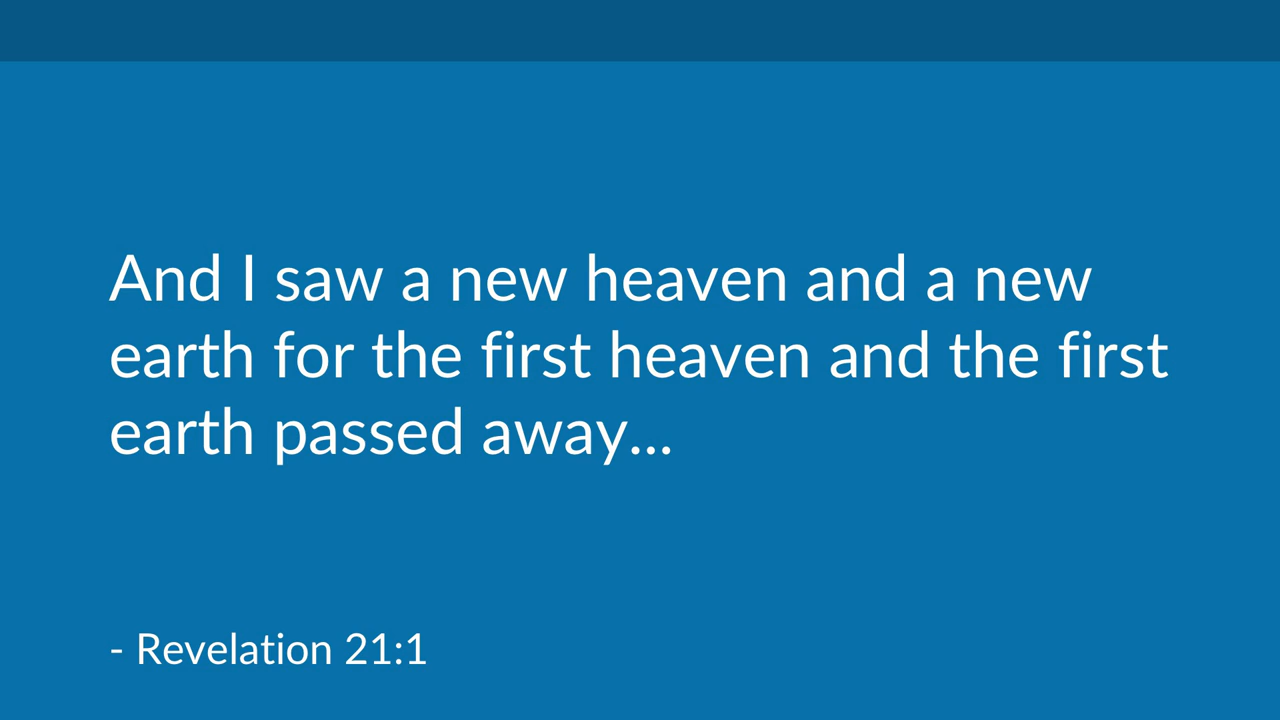 And I saw a new heaven and a new
earth for the first heaven and the first
earth passed away...
- Revelation 21:1